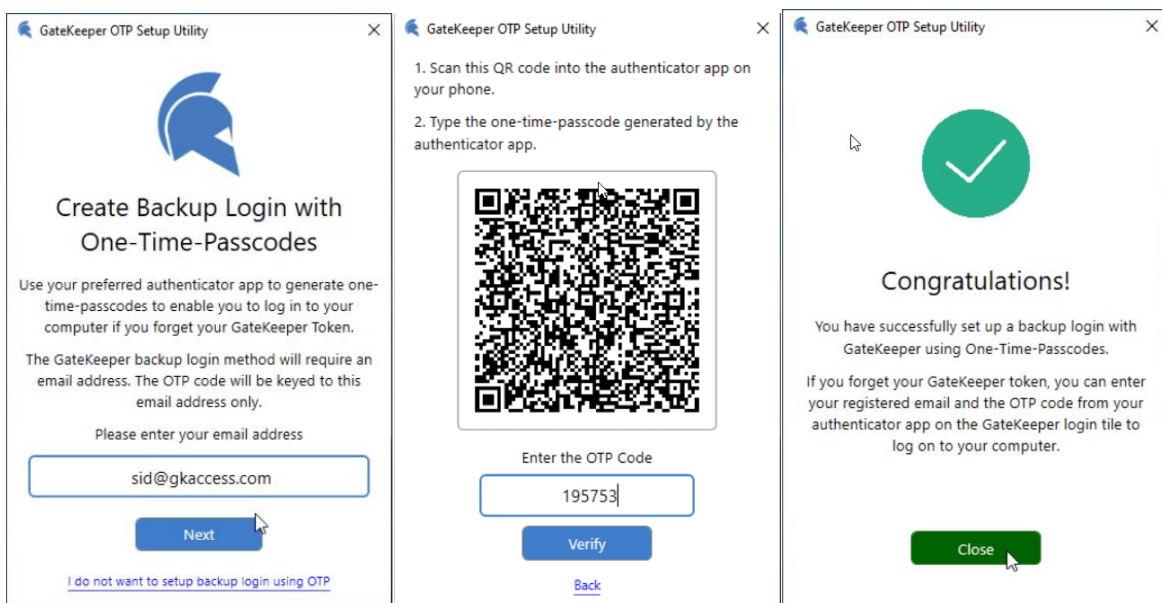 GateKeeper OTP Setup Utility
Create Backup Login with
One-Time-Passcodes
Use your preferred authenticator app to generate one-
time-passcodes to enable you to log in to your
computer if you forget your GateKeeper Token.
The GateKeeper backup login method will require an
email address. The OTP code will be keyed to this
email address only.
Please enter your email address
sid@gkaccess.com
Next
I do not want to setup backup login using OTP
GateKeeper OTP Setup Utility
1. Scan this QR code into the authenticator app on
your phone.
2. Type the one-time-passcode generated by the
authenticator app.
Enter the OTP Code
195753
Verify
Back
GateKeeper OTP Setup Utility
Congratulations!
You have successfully set up a backup login with
GateKeeper using One-Time-Passcodes.
If you forget your GateKeeper token, you can enter
your registered email and the OTP code from your
authenticator app on the GateKeeper login tile to
log on to your computer.
Close